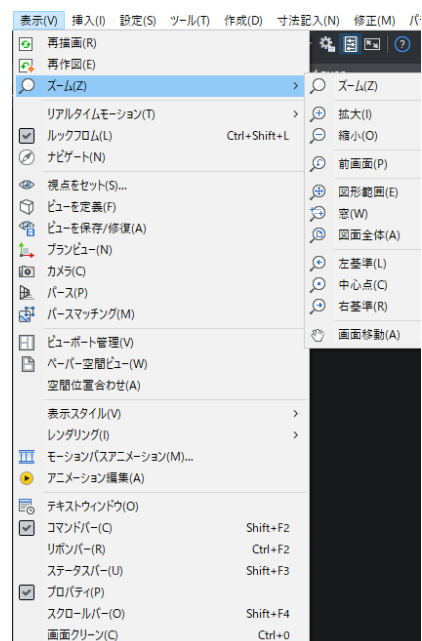 表示(V) 挿入(I) 設定(S) ツール(T) 作成(D) 寸法記入(N) 修正(M)
再描画(R)
再作図(E)
ズーム(Z) >
リアルタイムモーション(T) >
ルックフロム(L) Ctrl+Shift+L
ナビゲート(N)
視点をセット(S)...
ビューを定義(F)
ビューを保存/修復(A)
プランビュー(N)
カメラ(C)
パース(P)
パースマッチング(M)
ビューポート管理(V)
ペーパー空間ビュー(W)
空間位置合わせ(A)
表示スタイル(V) >
レンダリング(I) >
モーションパスアニメーション(M)...
アニメーション編集(A)
テキストウィンドウ(O)
コマンドバー(C) Shift+F2
リボンバー(R) Ctrl+F2
ステータスバー(U) Shift+F3
プロパティ(P)
スクロールバー(O) Shift+F4
画面クリーン(C) Ctrl+0
ズーム(Z)
拡大(I)
縮小(O)
前画面(P)
図形範囲(E)
窓(W)
図面全体(A)
左基準(L)
中心点(C)
右基準(R)
画面移動(A)